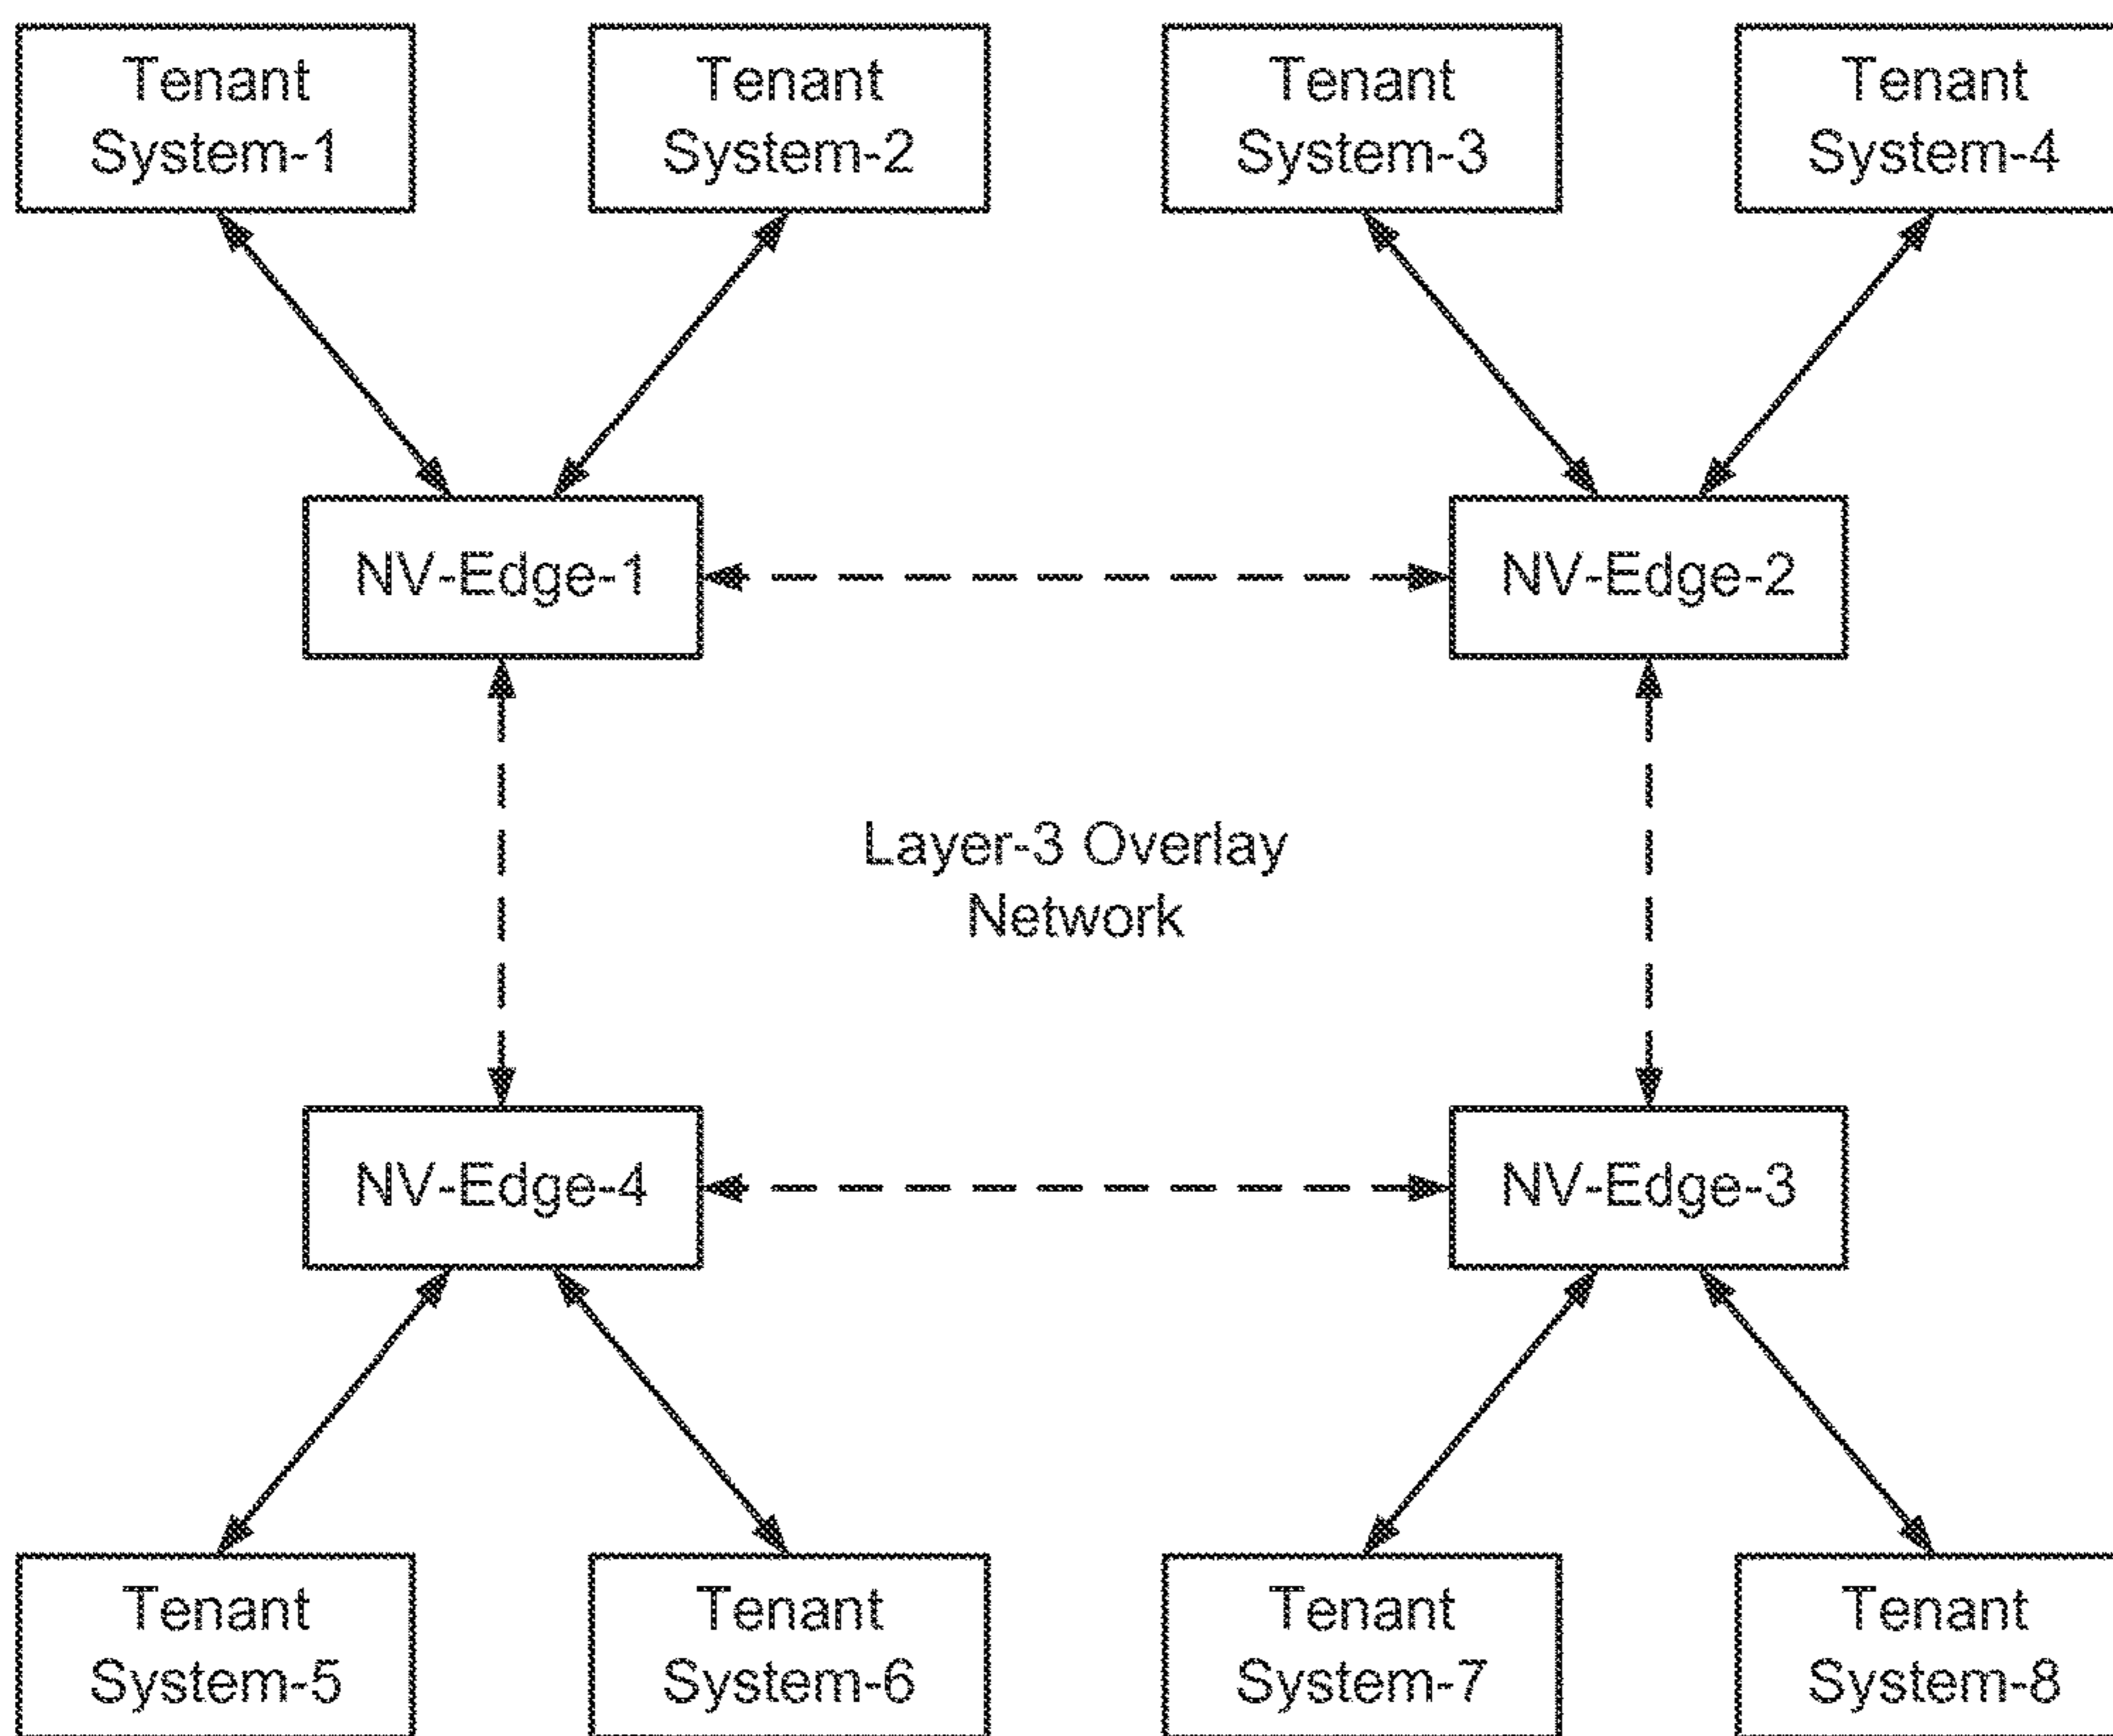 Tenant
System-1
Tenant
System-2
Tenant
System-3
Tenant
System-4
NV-Edge-1
NV-Edge-2
Layer-3 Overlay
Network
NV-Edge-4
NV-Edge-3
Tenant
System-5
Tenant
System-6
Tenant
System-7
Tenant
System-8